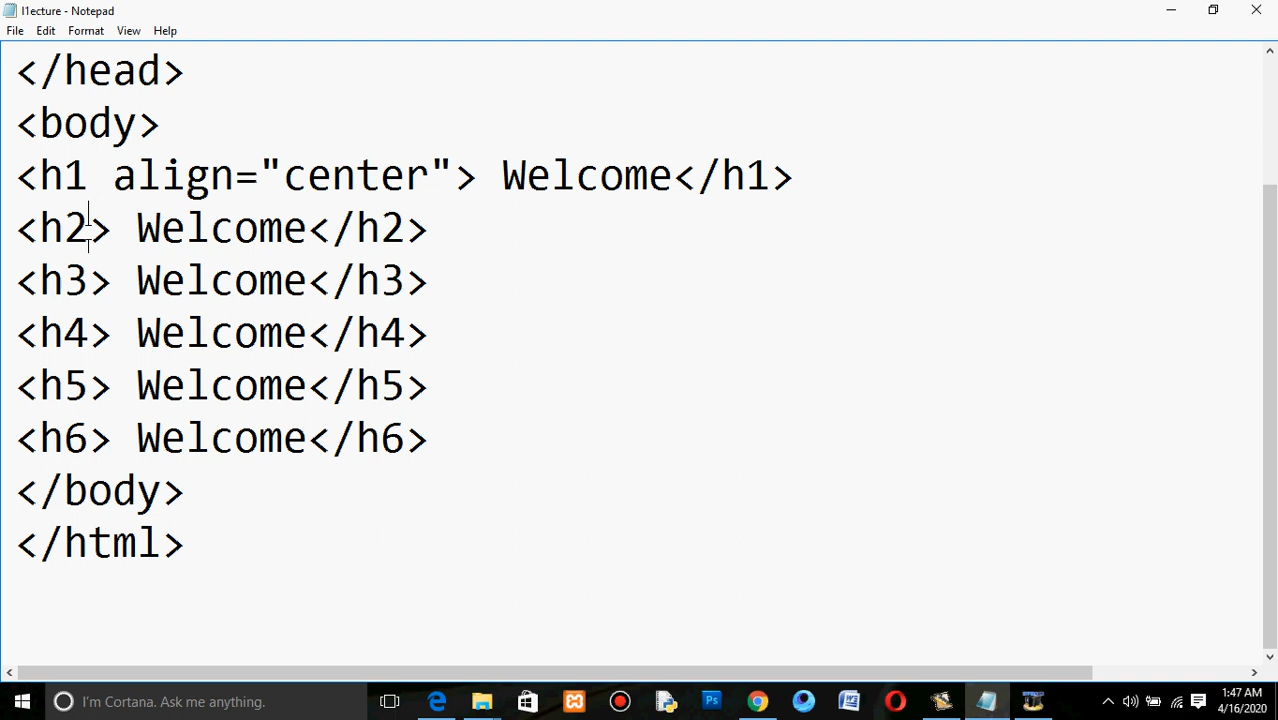 l1ecture - Notepad
File Edit Format View Help
</head>
<body>
<h1 align="center"> Welcome</h1>
<h2> Welcome</h2>
<h3> Welcome</h3>
<h4> Welcome</h4>
<h5> Welcome</h5>
<h6> Welcome</h6>
</body>
</html>
I'm Cortana. Ask me anything.
1:47 AM
4/16/2020